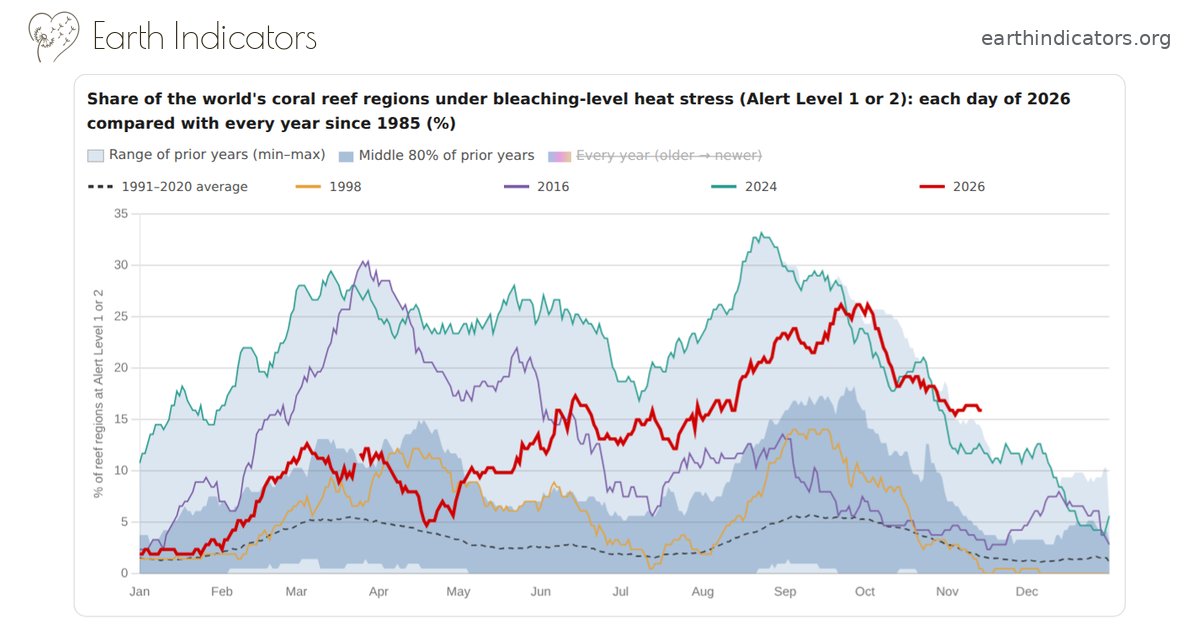 Earth Indicators
earthindicators.org
Share of the world's coral reef regions under bleaching-level heat stress (Alert Level 1 or 2): each day of 2026
compared with every year since 1985 (%)
Range of prior years (min–max) Middle 80% of prior years Every year (older → newer)
1991–2020 average 1998 2016 2024 2026
% of reef regions at Alert Level 1 or 2
35
30
25
20
15
10
5
0
Jan Feb Mar Apr May Jun Jul Aug Sep Oct Nov Dec